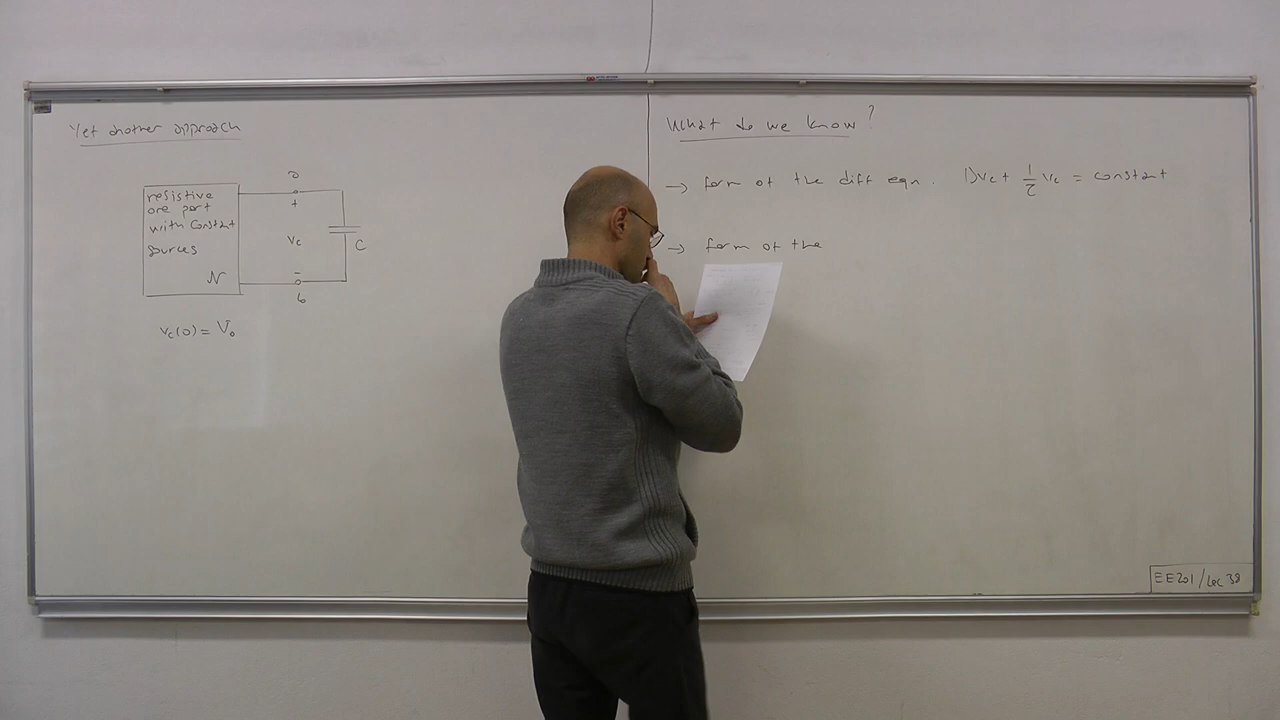 Yet another approach
a
resistive
one port
with constant
sources
N
+
vc
-
C
b
vc(0) = V0
What do we know?
→ form of the diff eqn. Dvc + 1/τ vc = constant
→ form of the
EE201/Lec 38